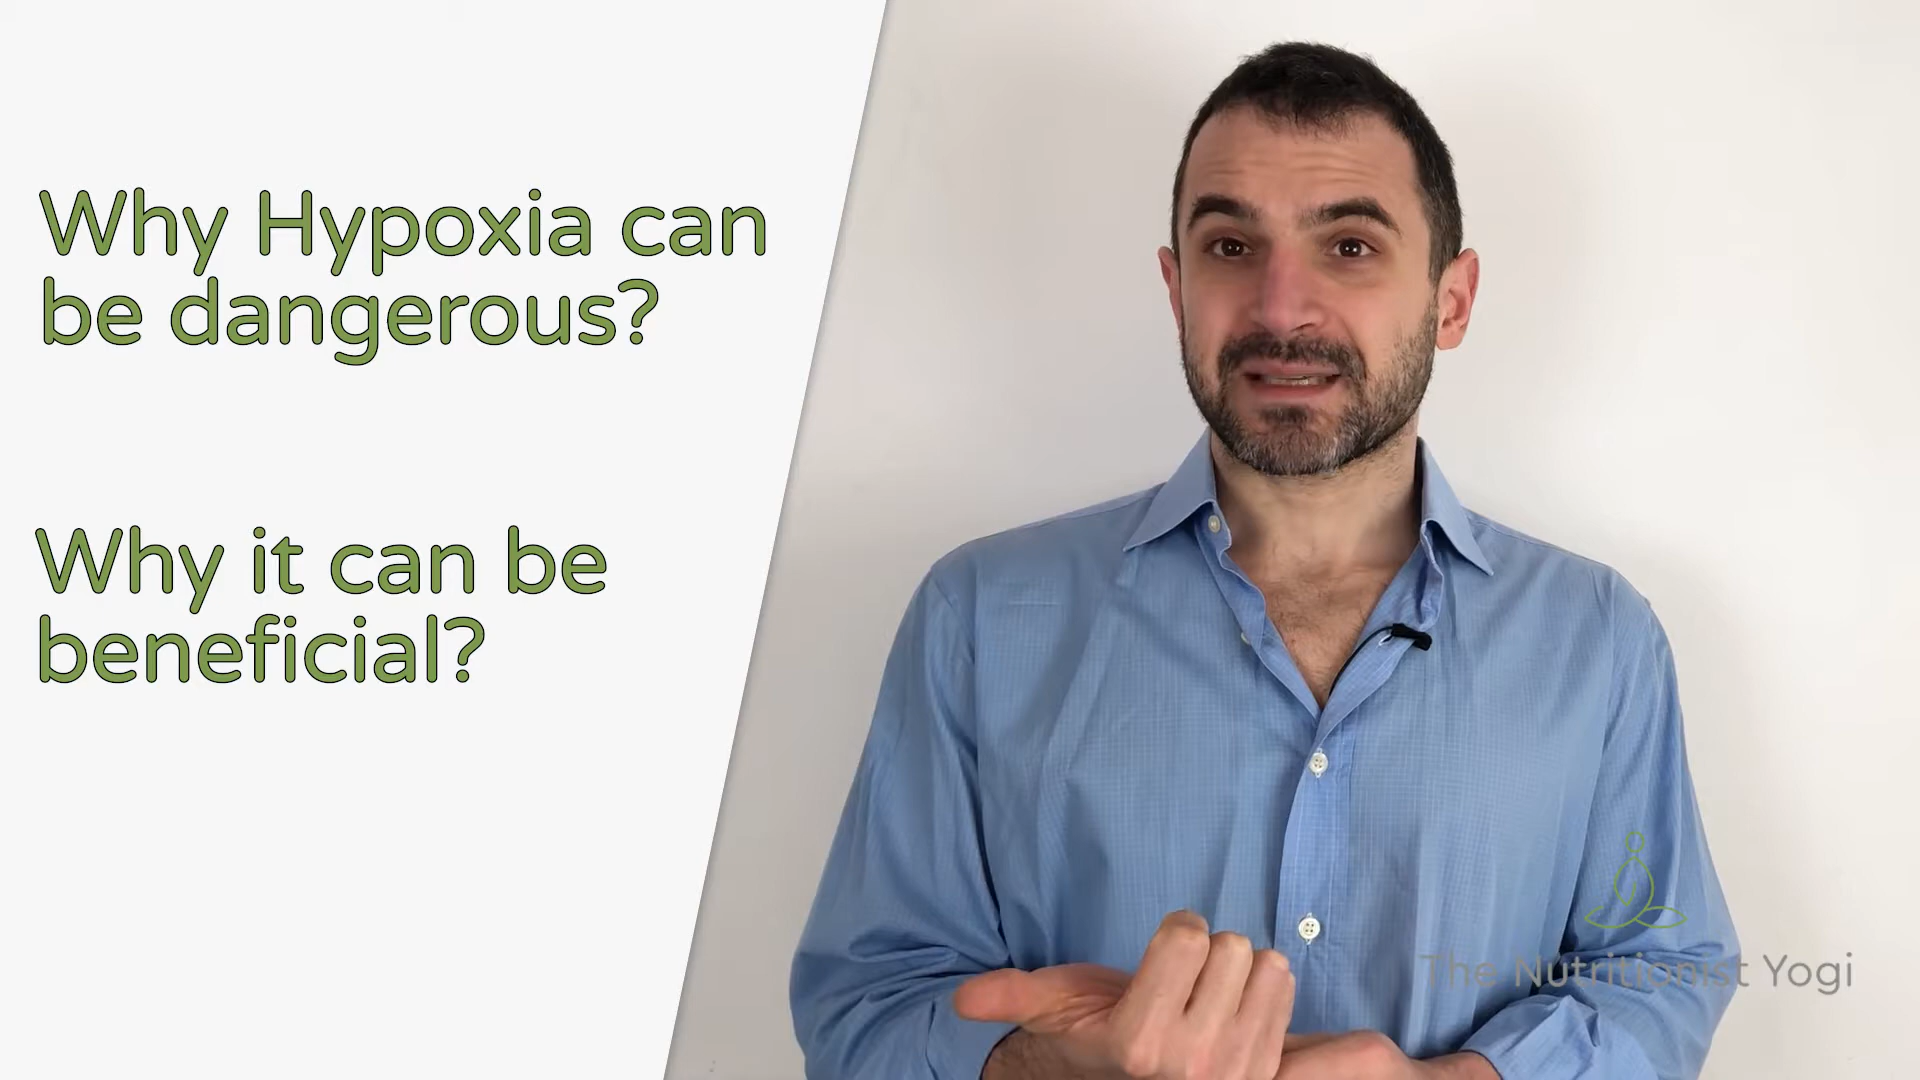 Why Hypoxia can
be dangerous?
Why it can be
beneficial?
The Nutritionist Yogi